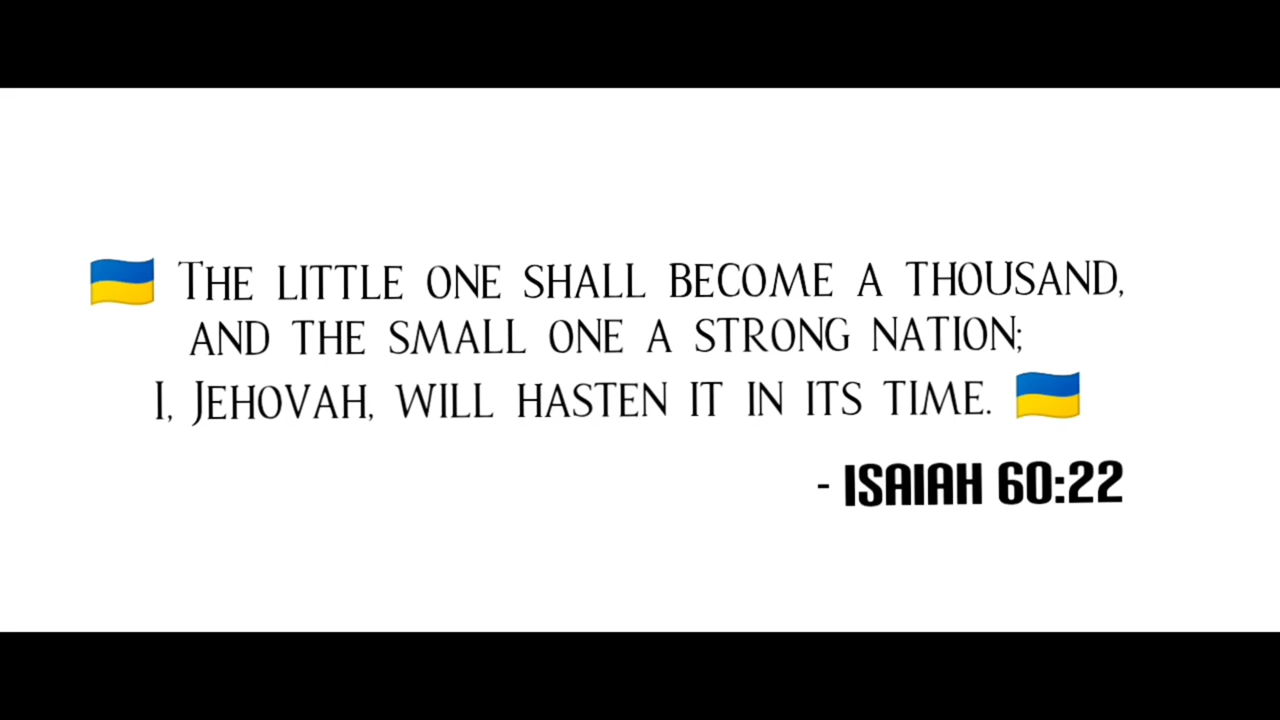 🇺🇦 The little one shall become a thousand,
and the small one a strong nation;
I, Jehovah, will hasten it in its time. 🇺🇦
- ISAIAH 60:22